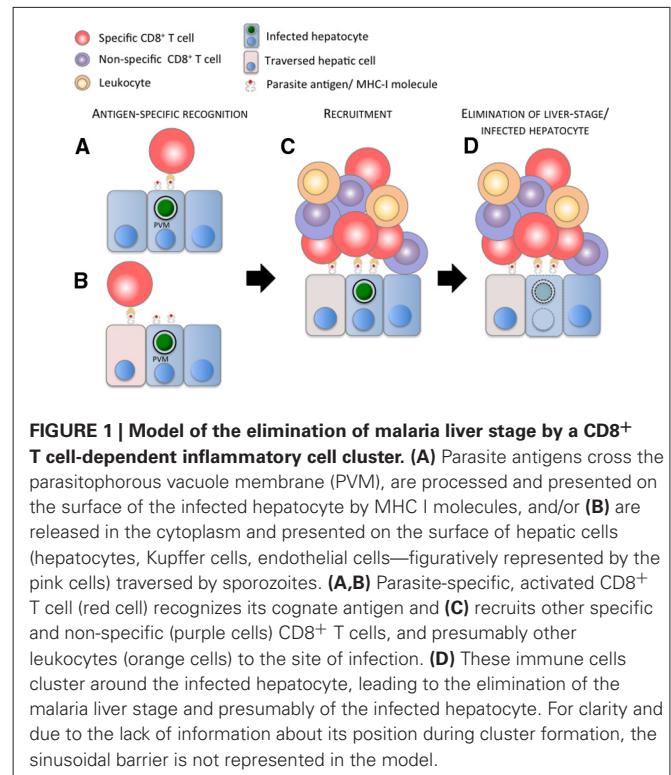 Specific CD8⁺ T cell
Non-specific CD8⁺ T cell
Leukocyte
Infected hepatocyte
Traversed hepatic cell
Parasite antigen/ MHC-I molecule
ANTIGEN-SPECIFIC RECOGNITION
RECRUITMENT
ELIMINATION OF LIVER-STAGE/
INFECTED HEPATOCYTE
A
PVM
B
PVM
C
D
FIGURE 1 | Model of the elimination of malaria liver stage by a CD8⁺
T cell-dependent inflammatory cell cluster. (A) Parasite antigens cross the
parasitophorous vacuole membrane (PVM), are processed and presented on
the surface of the infected hepatocyte by MHC I molecules, and/or (B) are
released in the cytoplasm and presented on the surface of hepatic cells
(hepatocytes, Kupffer cells, endothelial cells—figuratively represented by the
pink cells) traversed by sporozoites. (A,B) Parasite-specific, activated CD8⁺
T cell (red cell) recognizes its cognate antigen and (C) recruits other specific
and non-specific (purple cells) CD8⁺ T cells, and presumably other
leukocytes (orange cells) to the site of infection. (D) These immune cells
cluster around the infected hepatocyte, leading to the elimination of the
malaria liver stage and presumably of the infected hepatocyte. For clarity and
due to the lack of information about its position during cluster formation, the
sinusoidal barrier is not represented in the model.